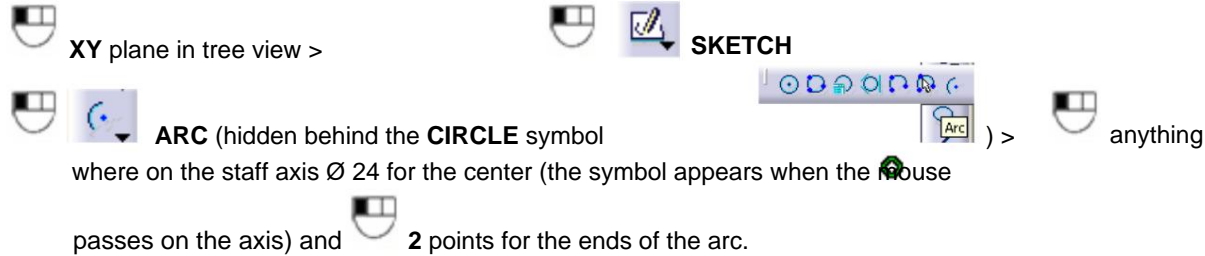 XY plane in tree view > SKETCH
ARC (hidden behind the CIRCLE symbol Arc ) > anything
where on the staff axis Ø 24 for the center (the symbol appears when the mouse
passes on the axis) and 2 points for the ends of the arc.